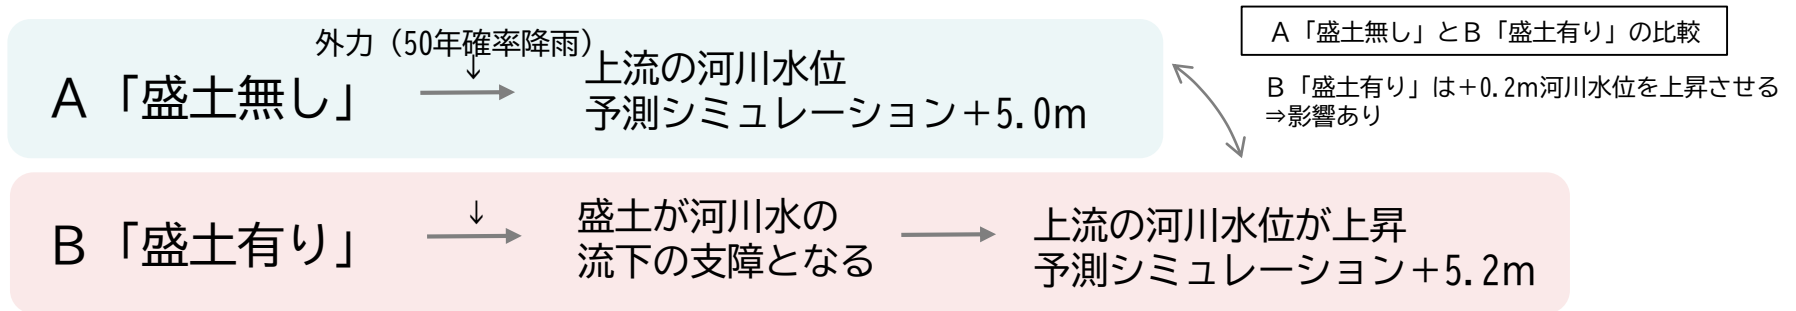 外力（50年確率降雨）
↓
A「盛土無し」
上流の河川水位
予測シミュレーション＋5.0m
A「盛土無し」とB「盛土有り」の比較
B「盛土有り」は＋0.2m河川水位を上昇させる
⇒影響あり
B「盛土有り」
↓
盛土が河川水の
流下の支障となる
上流の河川水位が上昇
予測シミュレーション＋5.2m